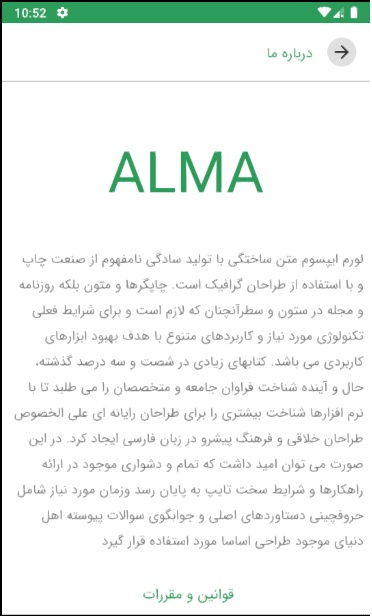 10:52
درباره ما
ALMA
لورم ایپسوم متن ساختگی با تولید سادگی نامفهوم از صنعت چاپ
و با استفاده از طراحان گرافیک است. چاپگرها و متون بلکه روزنامه
و مجله در ستون و سطرآنچنان که لازم است و برای شرایط فعلی
تکنولوژی مورد نیاز و کاربردهای متنوع با هدف بهبود ابزارهای
کاربردی می باشد. کتابهای زیادی در شصت و سه درصد گذشته،
حال و آینده شناخت فراوان جامعه و متخصصان را می طلبد تا با
نرم افزارها شناخت بیشتری را برای طراحان رایانه ای علی الخصوص
طراحان خلاقی و فرهنگ پیشرو در زبان فارسی ایجاد کرد. در این
صورت می توان امید داشت که تمام و دشواری موجود در ارائه
راهکارها و شرایط سخت تایپ به پایان رسد وزمان مورد نیاز شامل
حروفچینی دستاوردهای اصلی و جوابگوی سوالات پیوسته اهل
دنیای موجود طراحی اساسا مورد استفاده قرار گیرد
قوانین و مقررات